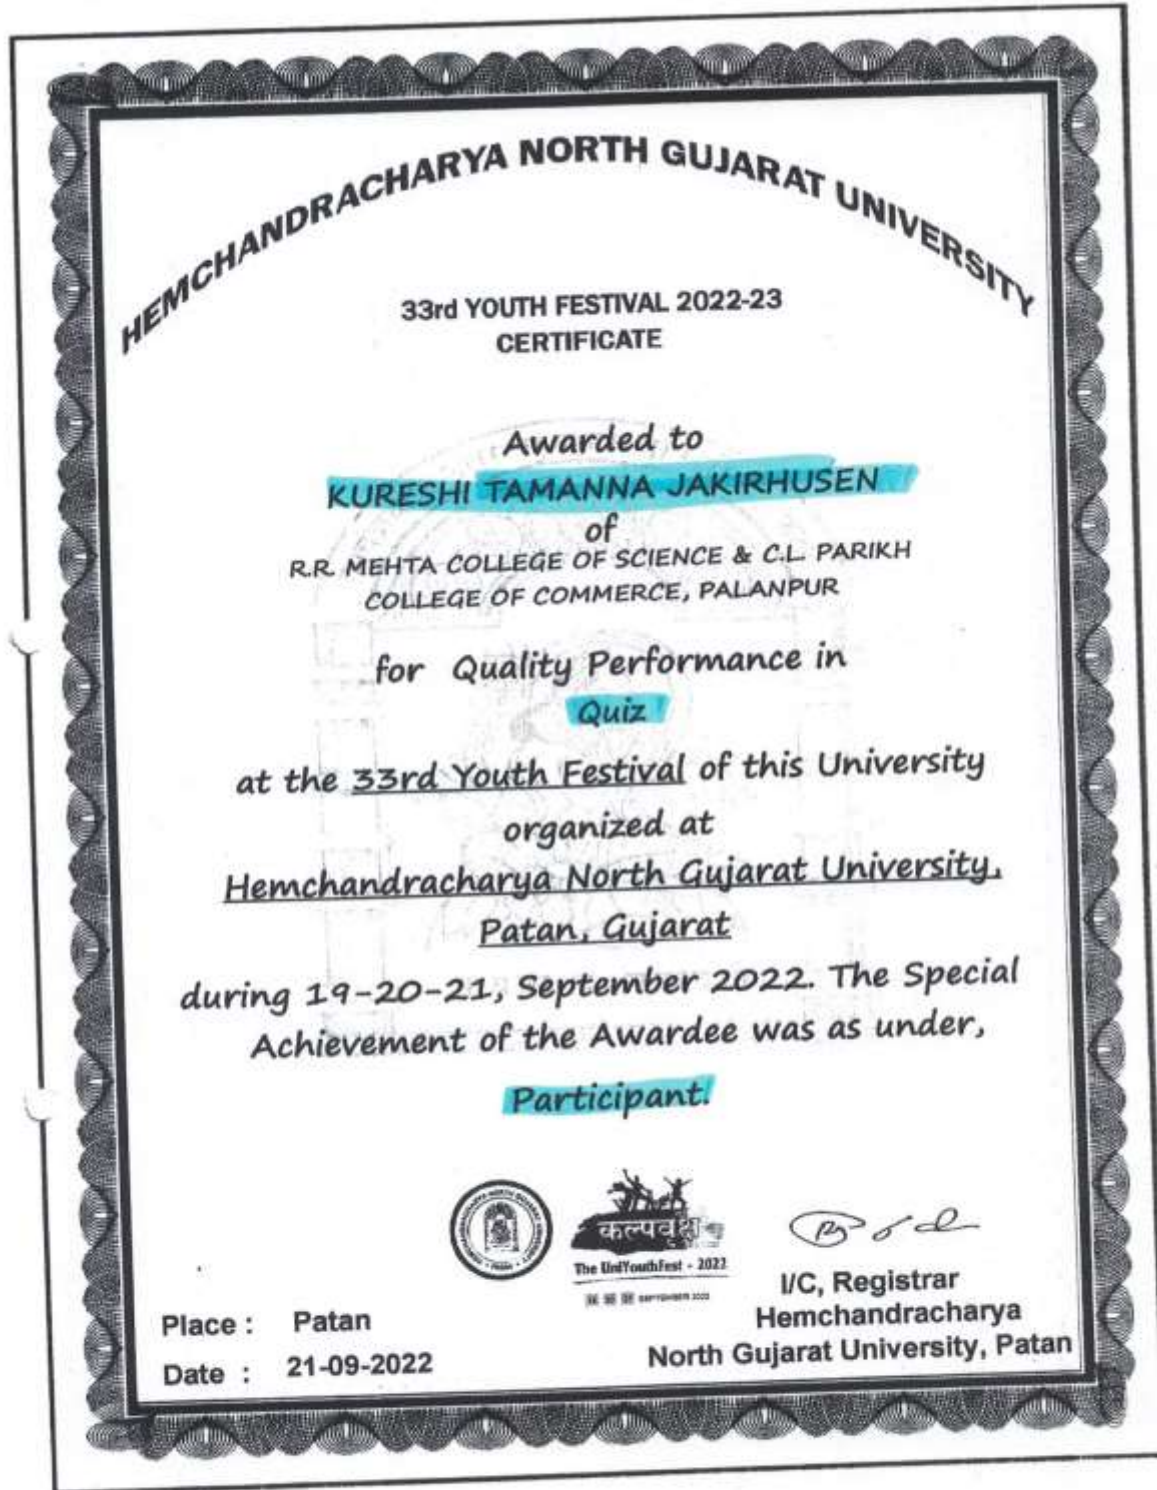 HEMCHANDRACHARYA NORTH GUJARAT UNIVERSITY
33rd YOUTH FESTIVAL 2022-23
CERTIFICATE
Awarded to
KURESHI TAMANNA JAKIRHUSEN
of
R.R. MEHTA COLLEGE OF SCIENCE & C.L. PARIKH
COLLEGE OF COMMERCE, PALANPUR
for Quality Performance in
Quiz
at the 33rd Youth Festival of this University
organized at
Hemchandracharya North Gujarat University,
Patan, Gujarat
during 19-20-21, September 2022. The Special
Achievement of the Awardee was as under,
Participant.
कल्पवृक्ष
The UniYouthFest - 2022
SEPTEMBER 2022
I/C, Registrar
Hemchandracharya
North Gujarat University, Patan
Place : Patan
Date : 21-09-2022